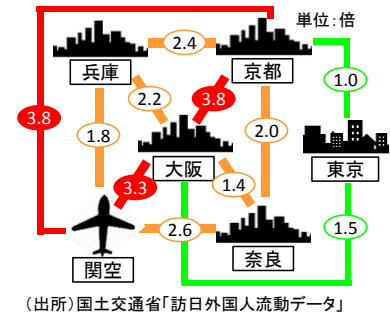 単位：倍
2.4
兵庫
京都
2.2
3.8
1.0
3.8
1.8
2.0
大阪
東京
3.3
1.4
2.6
1.5
関空
奈良
（出所）国土交通省「訪日外国人流動データ」